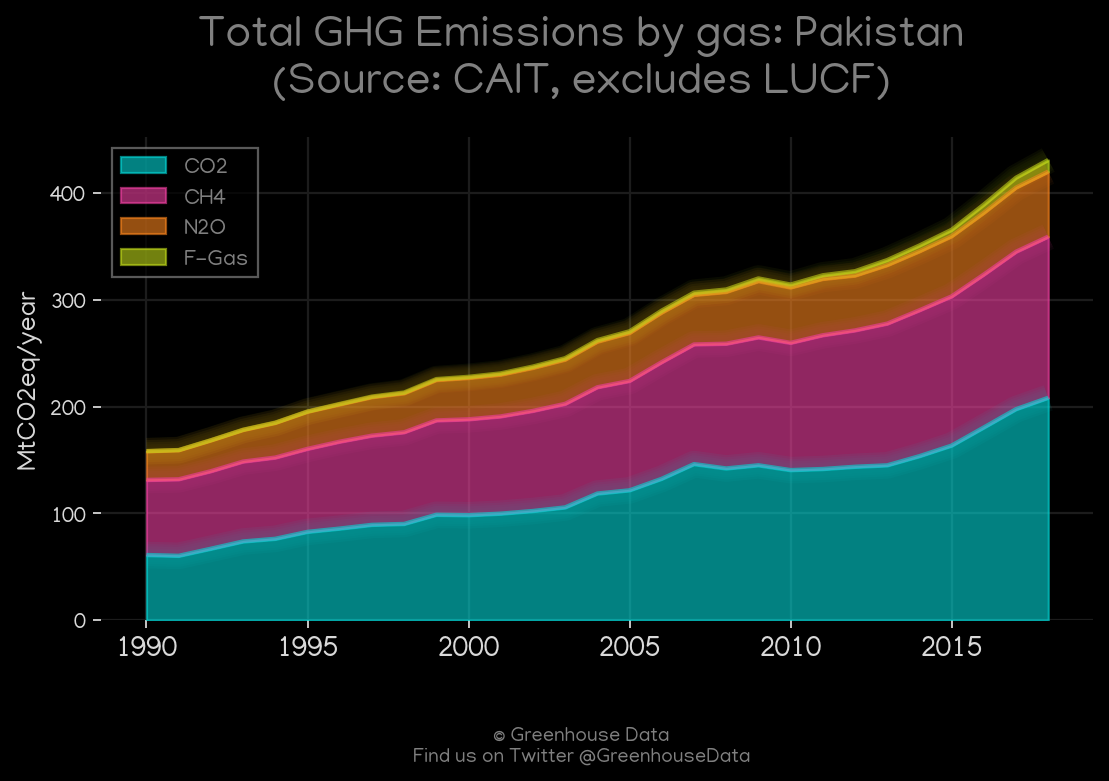 Total GHG Emissions by gas: Pakistan
(Source: CAIT, excludes LUCF)
CO2
CH4
N2O
F-Gas
MtCO2eq/year
400
300
200
100
0
1990 1995 2000 2005 2010 2015
© Greenhouse Data
Find us on Twitter @GreenhouseData